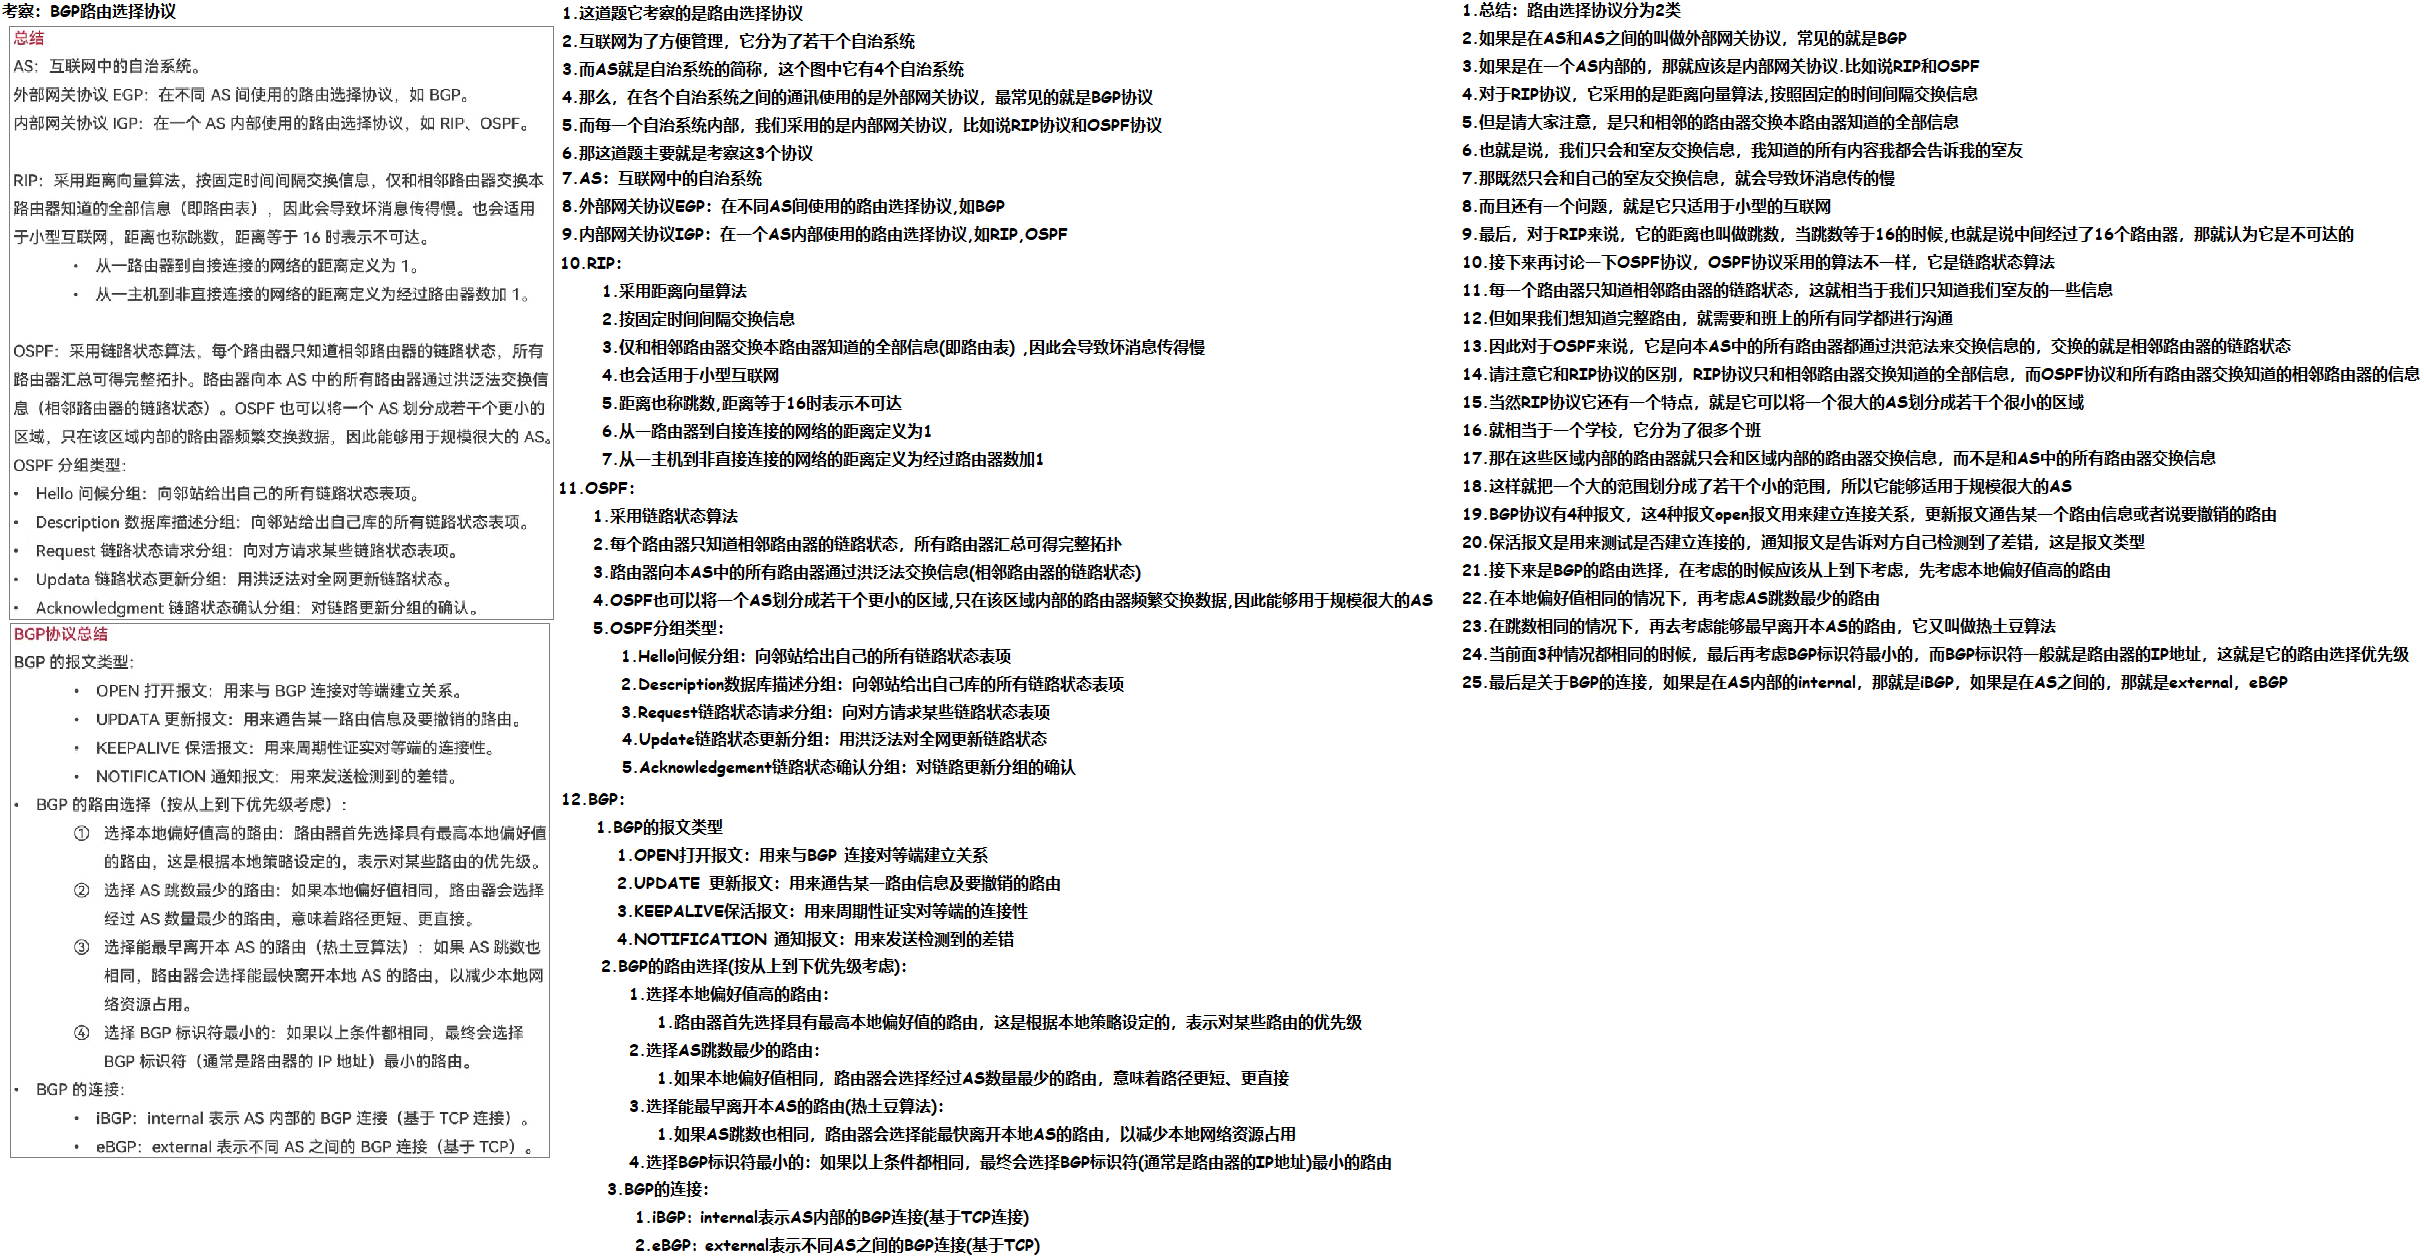 考察：BGP路由选择协议
总结
AS：互联网中的自治系统。
外部网关协议 EGP：在不同 AS 间使用的路由选择协议，如 BGP。
内部网关协议 IGP：在一个 AS 内部使用的路由选择协议，如 RIP、OSPF。
RIP：采用距离向量算法，按固定时间间隔交换信息，仅和相邻路由器交换本
路由器知道的全部信息（即路由表），因此会导致坏消息传得慢。也会适用
于小型互联网，距离也称跳数，距离等于 16 时表示不可达。
• 从一路由器到自接连接的网络的距离定义为 1。
• 从一主机到非直接连接的网络的距离定义为经过路由器数加 1。
OSPF：采用链路状态算法，每个路由器只知道相邻路由器的链路状态，所有
路由器汇总可得完整拓扑。路由器向本 AS 中的所有路由器通过洪泛法交换信
息（相邻路由器的链路状态）。OSPF 也可以将一个 AS 划分成若干个更小的
区域，只在该区域内部的路由器频繁交换数据，因此能够用于规模很大的 AS。
OSPF 分组类型：
• Hello 问候分组：向邻站给出自己的所有链路状态表项。
• Description 数据库描述分组：向邻站给出自己库的所有链路状态表项。
• Request 链路状态请求分组：向对方请求某些链路状态表项。
• Updata 链路状态更新分组：用洪泛法对全网更新链路状态。
• Acknowledgment 链路状态确认分组：对链路更新分组的确认。
BGP协议总结
BGP 的报文类型：
• OPEN 打开报文：用来与 BGP 连接对等端建立关系。
• UPDATA 更新报文：用来通告某一路由信息及要撤销的路由。
• KEEPALIVE 保活报文：用来周期性证实对等端的连接性。
• NOTIFICATION 通知报文：用来发送检测到的差错。
• BGP 的路由选择（按从上到下优先级考虑）：
① 选择本地偏好值高的路由：路由器首先选择具有最高本地偏好值
的路由，这是根据本地策略设定的，表示对某些路由的优先级。
② 选择 AS 跳数最少的路由：如果本地偏好值相同，路由器会选择
经过 AS 数量最少的路由，意味着路径更短、更直接。
③ 选择能最早离开本 AS 的路由（热土豆算法）：如果 AS 跳数也
相同，路由器会选择能最快离开本地 AS 的路由，以减少本地网
络资源占用。
④ 选择 BGP 标识符最小的：如果以上条件都相同，最终会选择
BGP 标识符（通常是路由器的 IP 地址）最小的路由。
• BGP 的连接：
• iBGP：internal 表示 AS 内部的 BGP 连接（基于 TCP 连接）。
• eBGP：external 表示不同 AS 之间的 BGP 连接（基于 TCP）。
1.这道题它考察的是路由选择协议
2.互联网为了方便管理，它分为了若干个自治系统
3.而AS就是自治系统的简称，这个图中它有4个自治系统
4.那么，在各个自治系统之间的通讯使用的是外部网关协议，最常见的就是BGP协议
5.而每一个自治系统内部，我们采用的是内部网关协议，比如说RIP协议和OSPF协议
6.那这道题主要就是考察这3个协议
7.AS：互联网中的自治系统
8.外部网关协议EGP：在不同AS间使用的路由选择协议,如BGP
9.内部网关协议IGP：在一个AS内部使用的路由选择协议,如RIP,OSPF
10.RIP：
1.采用距离向量算法
2.按固定时间间隔交换信息
3.仅和相邻路由器交换本路由器知道的全部信息(即路由表) ,因此会导致坏消息传得慢
4.也会适用于小型互联网
5.距离也称跳数,距离等于16时表示不可达
6.从一路由器到自接连接的网络的距离定义为1
7.从一主机到非直接连接的网络的距离定义为经过路由器数加1
11.OSPF：
1.采用链路状态算法
2.每个路由器只知道相邻路由器的链路状态，所有路由器汇总可得完整拓扑
3.路由器向本AS中的所有路由器通过洪泛法交换信息(相邻路由器的链路状态)
4.OSPF也可以将一个AS划分成若干个更小的区域,只在该区域内部的路由器频繁交换数据,因此能够用于规模很大的AS
5.OSPF分组类型：
1.Hello问候分组：向邻站给出自己的所有链路状态表项
2.Description数据库描述分组：向邻站给出自己库的所有链路状态表项
3.Request链路状态请求分组：向对方请求某些链路状态表项
4.Update链路状态更新分组：用洪泛法对全网更新链路状态
5.Acknowledgement链路状态确认分组：对链路更新分组的确认
12.BGP：
1.BGP的报文类型
1.OPEN打开报文：用来与BGP 连接对等端建立关系
2.UPDATE 更新报文：用来通告某一路由信息及要撤销的路由
3.KEEPALIVE保活报文：用来周期性证实对等端的连接性
4.NOTIFICATION 通知报文：用来发送检测到的差错
2.BGP的路由选择(按从上到下优先级考虑)：
1.选择本地偏好值高的路由：
1.路由器首先选择具有最高本地偏好值的路由，这是根据本地策略设定的，表示对某些路由的优先级
2.选择AS跳数最少的路由：
1.如果本地偏好值相同，路由器会选择经过AS数量最少的路由，意味着路径更短、更直接
3.选择能最早离开本AS的路由(热土豆算法)：
1.如果AS跳数也相同，路由器会选择能最快离开本地AS的路由，以减少本地网络资源占用
4.选择BGP标识符最小的：如果以上条件都相同，最终会选择BGP标识符(通常是路由器的IP地址)最小的路由
3.BGP的连接：
1.iBGP：internal表示AS内部的BGP连接(基于TCP连接)
2.eBGP：external表示不同AS之间的BGP连接(基于TCP)
1.总结：路由选择协议分为2类
2.如果是在AS和AS之间的叫做外部网关协议，常见的就是BGP
3.如果是在一个AS内部的，那就应该是内部网关协议.比如说RIP和OSPF
4.对于RIP协议，它采用的是距离向量算法,按照固定的时间间隔交换信息
5.但是请大家注意，是只和相邻的路由器交换本路由器知道的全部信息
6.也就是说，我们只会和室友交换信息，我知道的所有内容我都会告诉我的室友
7.那既然只会和自己的室友交换信息，就会导致坏消息传的慢
8.而且还有一个问题，就是它只适用于小型的互联网
9.最后，对于RIP来说，它的距离也叫做跳数，当跳数等于16的时候,也就是说中间经过了16个路由器，那就认为它是不可达的
10.接下来再讨论一下OSPF协议，OSPF协议采用的算法不一样，它是链路状态算法
11.每一个路由器只知道相邻路由器的链路状态，这就相当于我们只知道我们室友的一些信息
12.但如果我们想知道完整路由，就需要和班上的所有同学都进行沟通
13.因此对于OSPF来说，它是向本AS中的所有路由器都通过洪范法来交换信息的，交换的就是相邻路由器的链路状态
14.请注意它和RIP协议的区别，RIP协议只和相邻路由器交换知道的全部信息，而OSPF协议和所有路由器交换知道的相邻路由器的信息
15.当然RIP协议它还有一个特点，就是它可以将一个很大的AS划分成若干个很小的区域
16.就相当于一个学校，它分为了很多个班
17.那在这些区域内部的路由器就只会和区域内部的路由器交换信息，而不是和AS中的所有路由器交换信息
18.这样就把一个大的范围划分成了若干个小的范围，所以它能够适用于规模很大的AS
19.BGP协议有4种报文，这4种报文open报文用来建立连接关系，更新报文通告某一个路由信息或者说要撤销的路由
20.保活报文是用来测试是否建立连接的，通知报文是告诉对方自己检测到了差错，这是报文类型
21.接下来是BGP的路由选择，在考虑的时候应该从上到下考虑，先考虑本地偏好值高的路由
22.在本地偏好值相同的情况下，再考虑AS跳数最少的路由
23.在跳数相同的情况下，再去考虑能够最早离开本AS的路由，它又叫做热土豆算法
24.当前面3种情况都相同的时候，最后再考虑BGP标识符最小的，而BGP标识符一般就是路由器的IP地址，这就是它的路由选择优先级
25.最后是关于BGP的连接，如果是在AS内部的internal，那就是iBGP，如果是在AS之间的，那就是external，eBGP